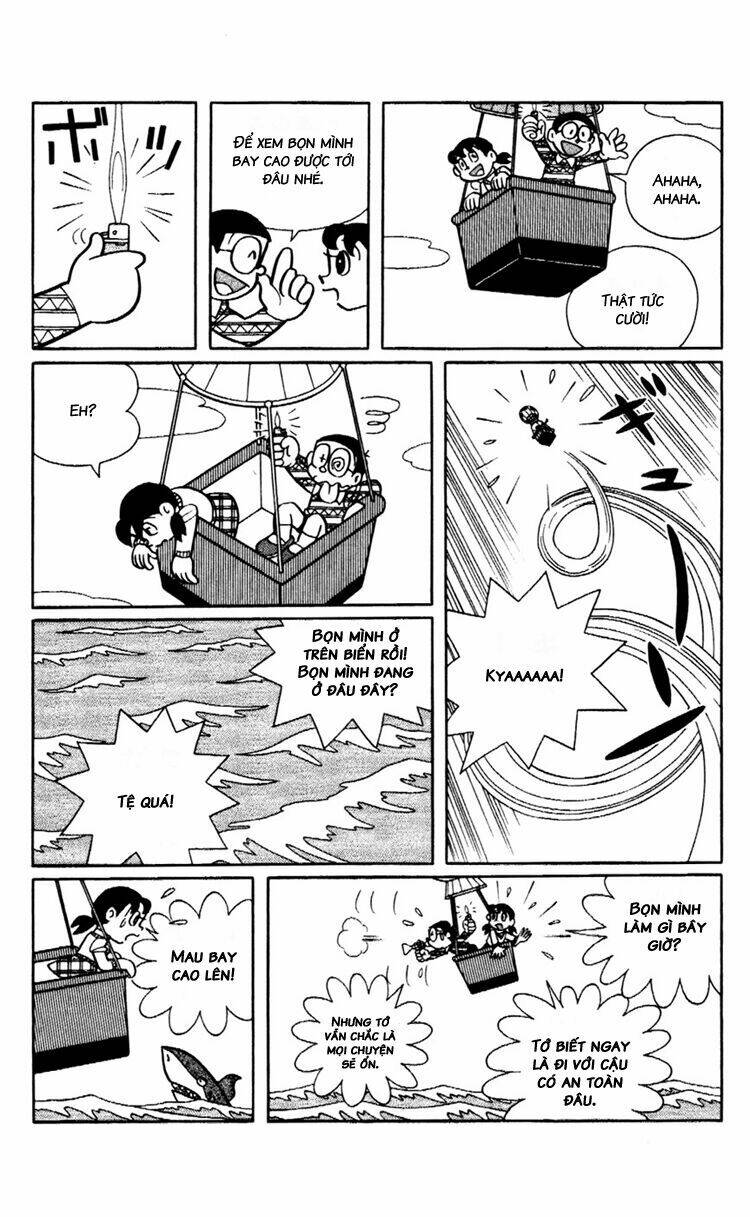 ボッ
ĐỂ XEM BỌN MÌNH
BAY CAO ĐƯỢC TỚI
ĐÂU NHÉ.
AHAHA,
AHAHA.
THẬT TỨC
CƯỜI!
EH?
KYAAAAAA!
BỌN MÌNH Ở
TRÊN BIỂN RỒI!
BỌN MÌNH ĐANG
Ở ĐÂU ĐÂY?
TỆ QUÁ!
MAU BAY
CAO LÊN!
BỌN MÌNH
LÀM GÌ BÂY
GIỜ?
NHƯNG TỚ
VẪN CHẮC LÀ
MỌI CHUYỆN
SẼ ỔN.
TỚ BIẾT NGAY
LÀ ĐI VỚI CẬU
CÓ AN TOÀN
ĐÂU.